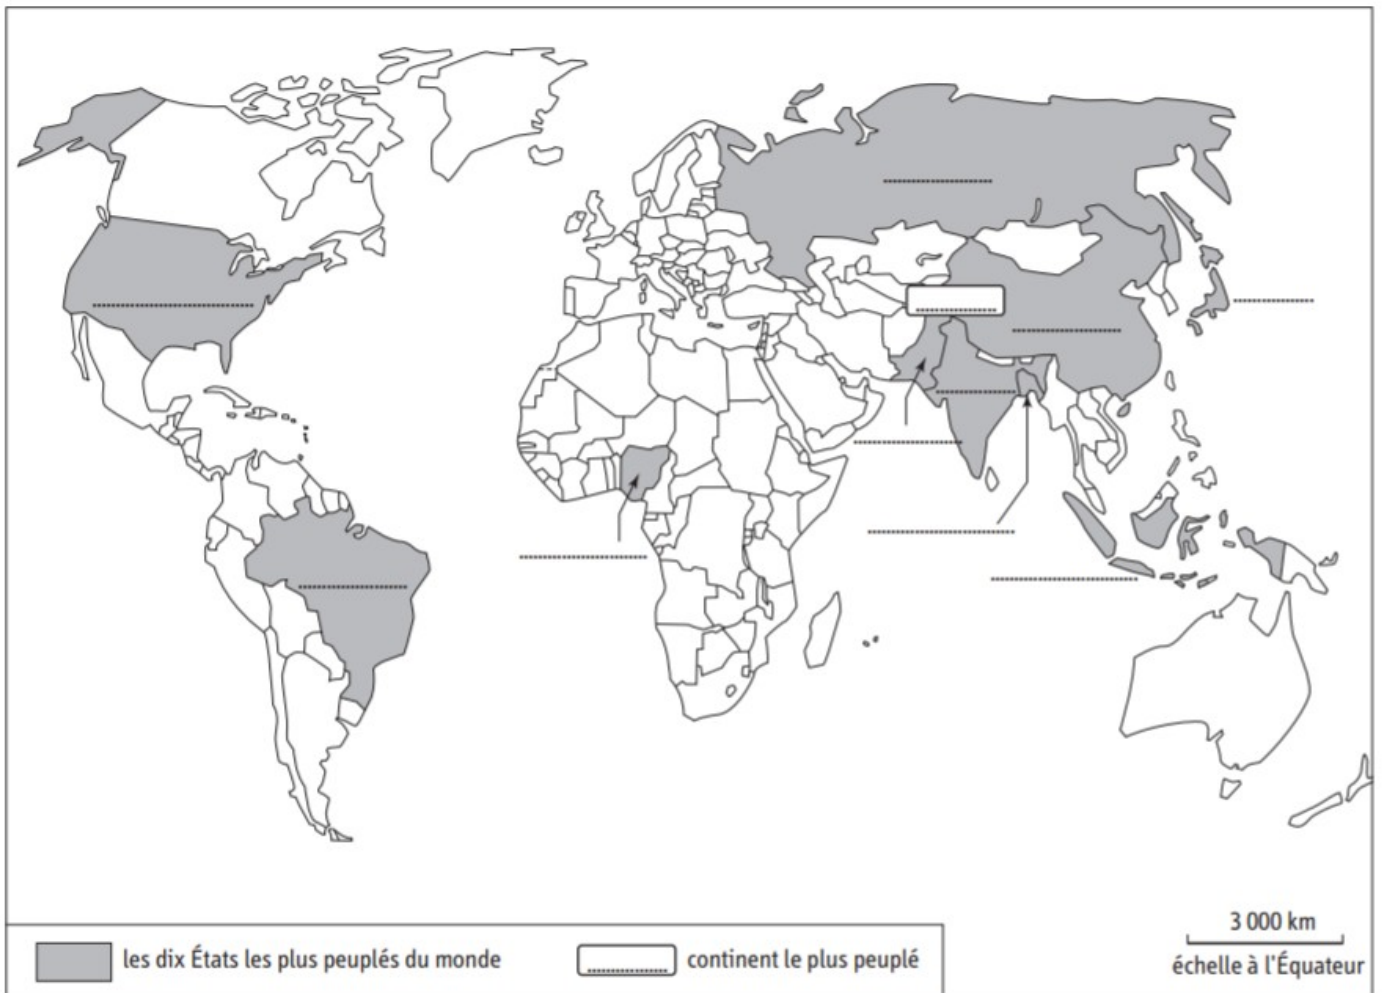 les dix États les plus peuplés du monde
continent le plus peuplé
3 000 km
échelle à l'Équateur